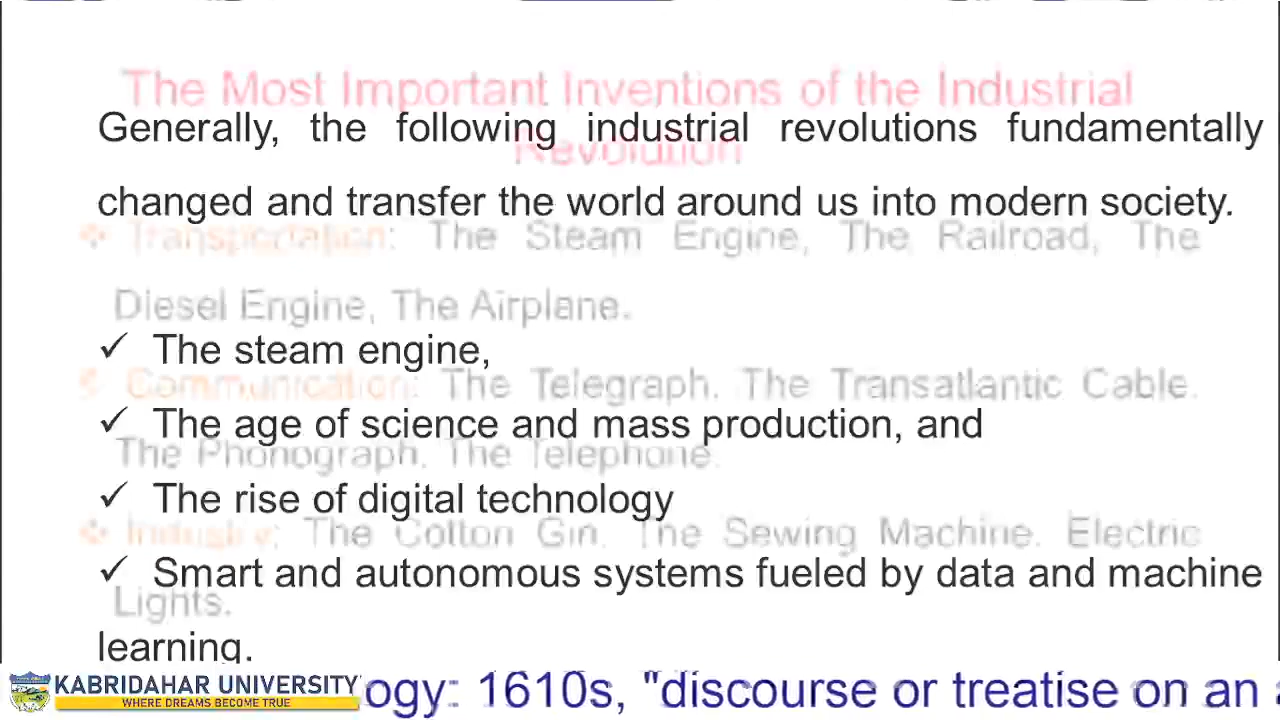 The Most Important Inventions of the Industrial
Generally, the following industrial revolutions fundamentally
Revolution
changed and transfer the world around us into modern society.
Transportation: The Steam Engine, The Railroad, The
Diesel Engine, The Airplane.
✓ The steam engine,
Communication: The Telegraph. The Transatlantic Cable.
✓ The age of science and mass production, and
The Phonograph. The Telephone.
✓ The rise of digital technology
Industry: The Cotton Gin. The Sewing Machine. Electric
✓ Smart and autonomous systems fueled by data and machine
Lights.
learning.
KABRIDAHAR UNIVERSITY
WHERE DREAMS BECOME TRUE
ogy: 1610s, "discourse or treatise on an